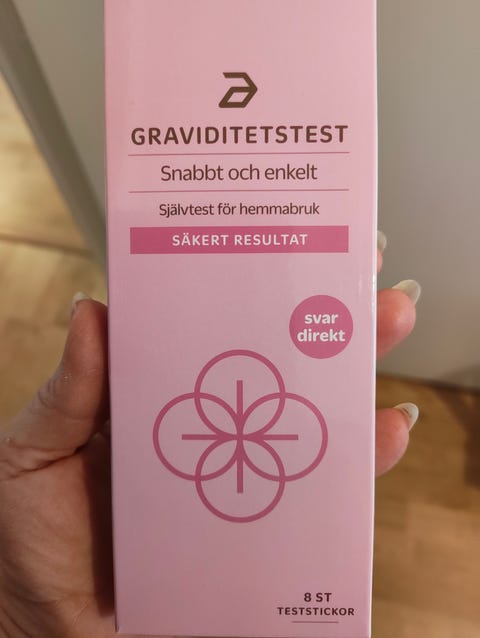 GRAVIDITETSTEST
Snabbt och enkelt
Självtest för hemmabruk
SÄKERT RESULTAT
svar
direkt
8 ST
TESTSTICKOR